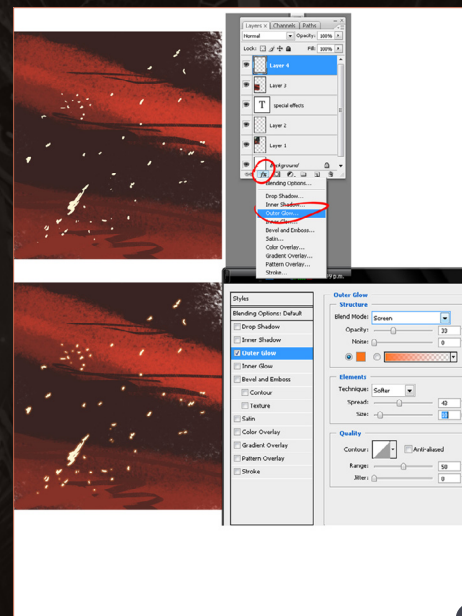 Layers x Channels Paths
Normal Opacity: 100%
Lock: Fill: 100%
Layer 4
Layer 3
T special effects
Layer 2
Layer 1
Background
fx
Blending Options...
Drop Shadow...
Inner Shadow...
Outer Glow...
Inner Glow...
Bevel and Emboss...
Satin...
Color Overlay...
Gradient Overlay...
Pattern Overlay...
Stroke...
p.m.
Styles
Blending Options: Default
Drop Shadow
Inner Shadow
Outer Glow
Inner Glow
Bevel and Emboss
Contour
Texture
Satin
Color Overlay
Gradient Overlay
Pattern Overlay
Stroke
Outer Glow
Structure
Blend Mode: Screen
Opacity: 33
Noise: 0
Elements
Technique: Softer
Spread: 43
Size:
Quality
Contour: Anti-aliased
Range: 50
Jitter: 0